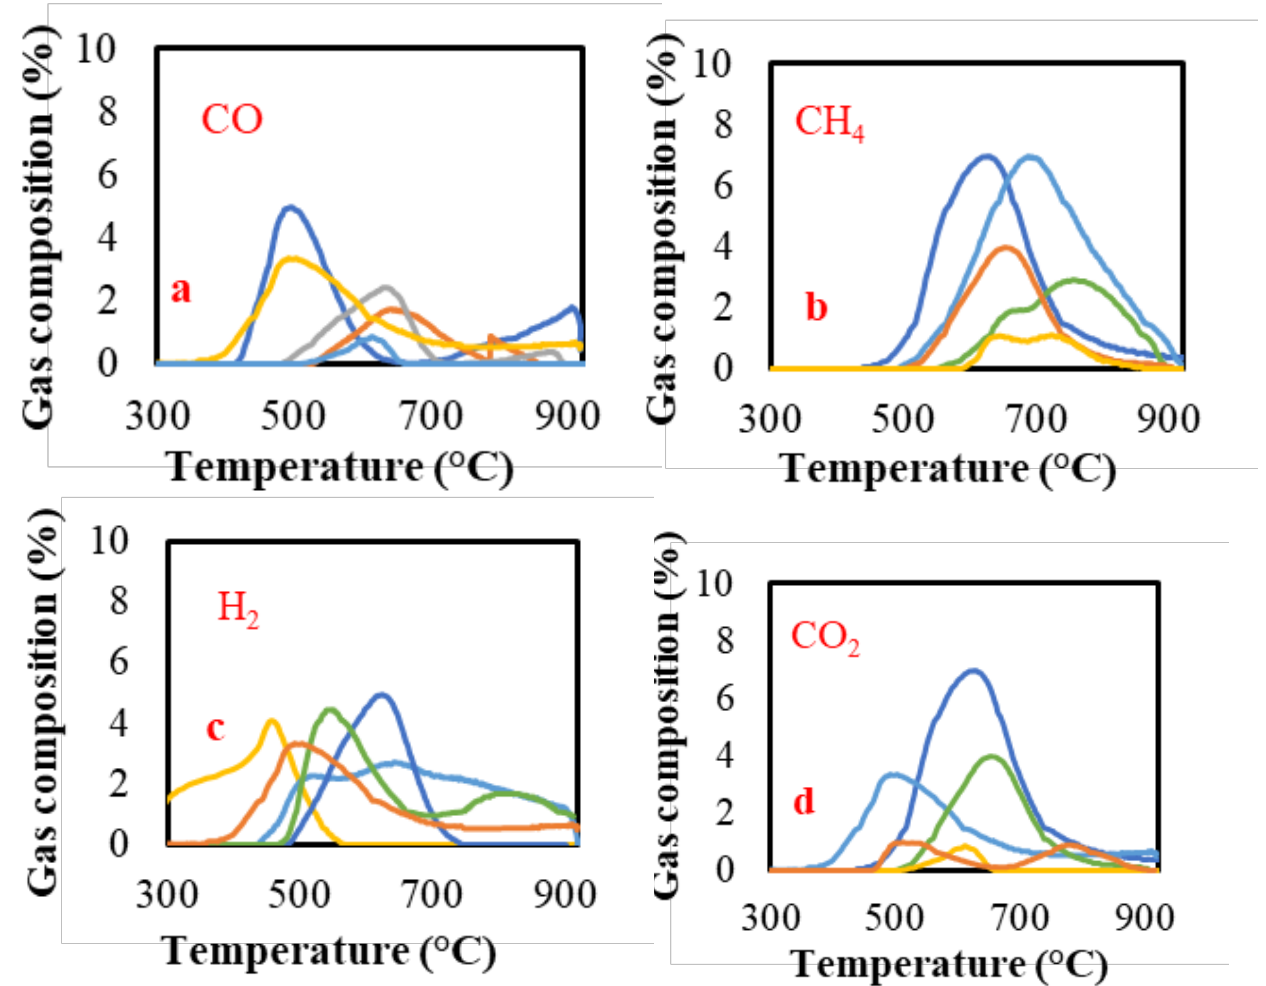 Gas composition (%)
10
8
6
4
2
0
CO
a
300 500 700 900
Temperature (°C)
Gas composition (%)
10
8
6
4
2
0
CH₄
b
300 500 700 900
Temperature (°C)
Gas composition (%)
10
8
6
4
2
0
H₂
c
300 500 700 900
Temperature (°C)
Gas composition (%)
10
8
6
4
2
0
CO₂
d
300 500 700 900
Temperature (°C)